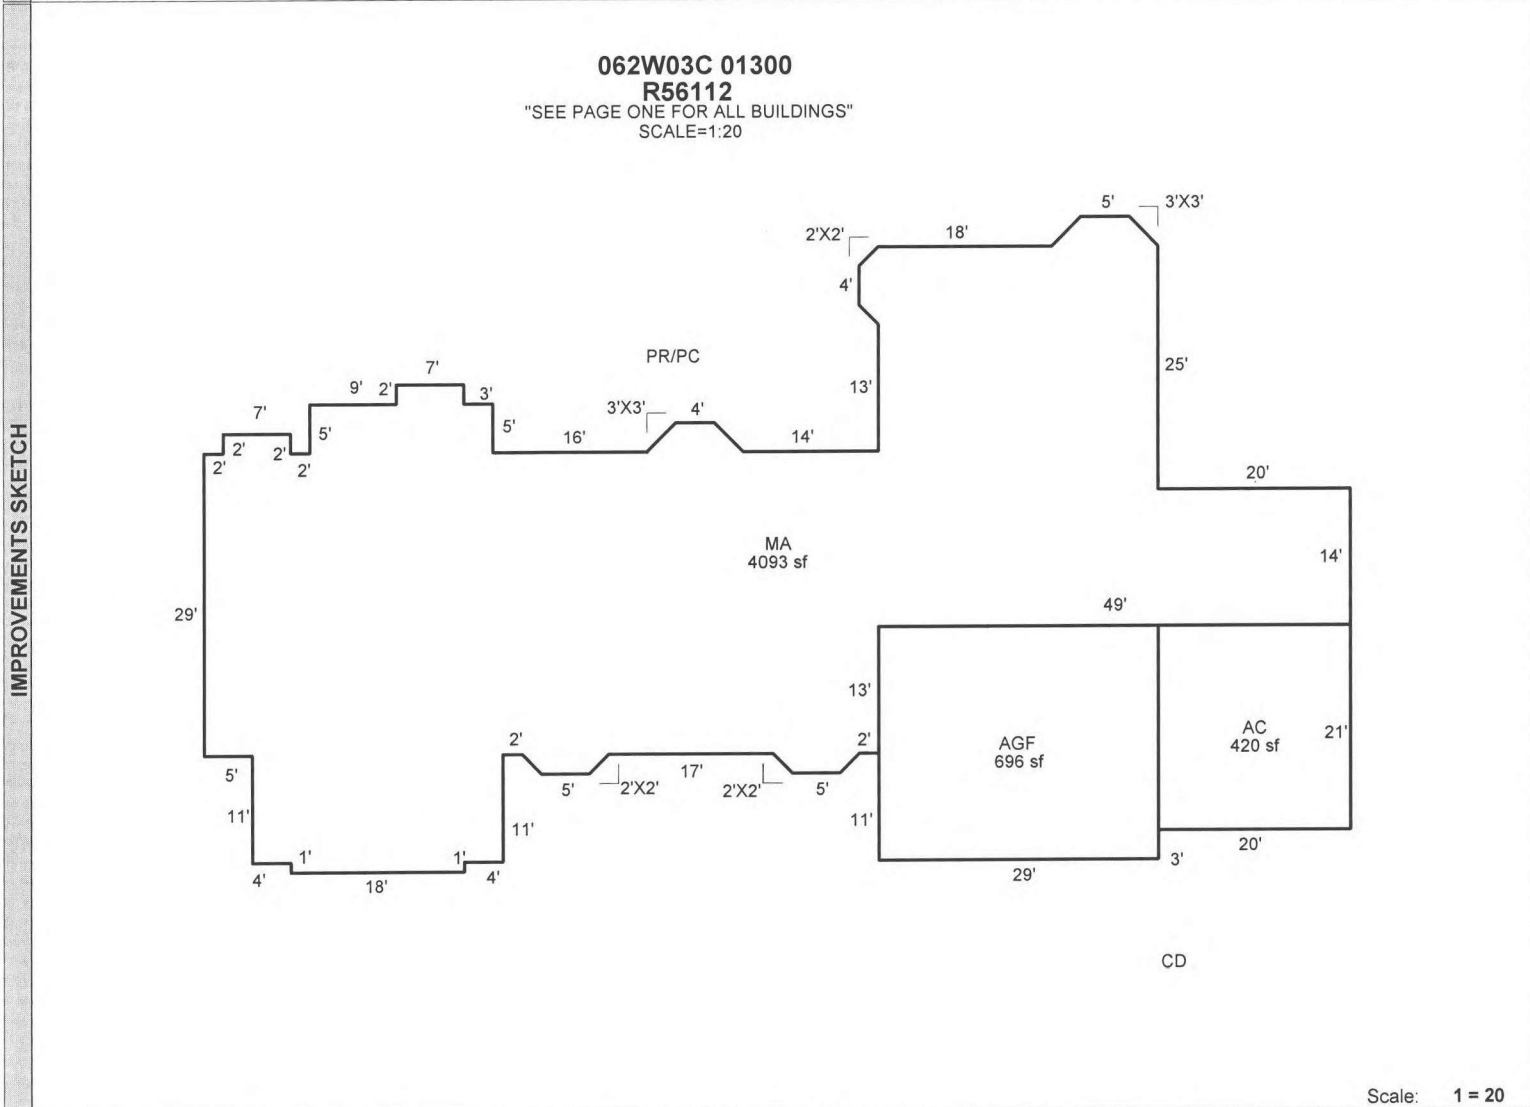 062W03C 01300
R56112
"SEE PAGE ONE FOR ALL BUILDINGS"
SCALE=1:20
IMPROVEMENTS SKETCH
5'
3'X3'
2'X2'
18'
4'
25'
13'
PR/PC
7'
9'
2'
3'
3'X3'
4'
7'
5'
5'
16'
14'
2'
2'
2'
2'
20'
MA
4093 sf
14'
49'
29'
13'
AGF
696 sf
AC
420 sf
21'
2'
2'
17'
5'
5'
2'X2'
2'X2'
5'
11'
11'
11'
20'
1'
1'
3'
4'
18'
4'
29'
CD
Scale: 1 = 20